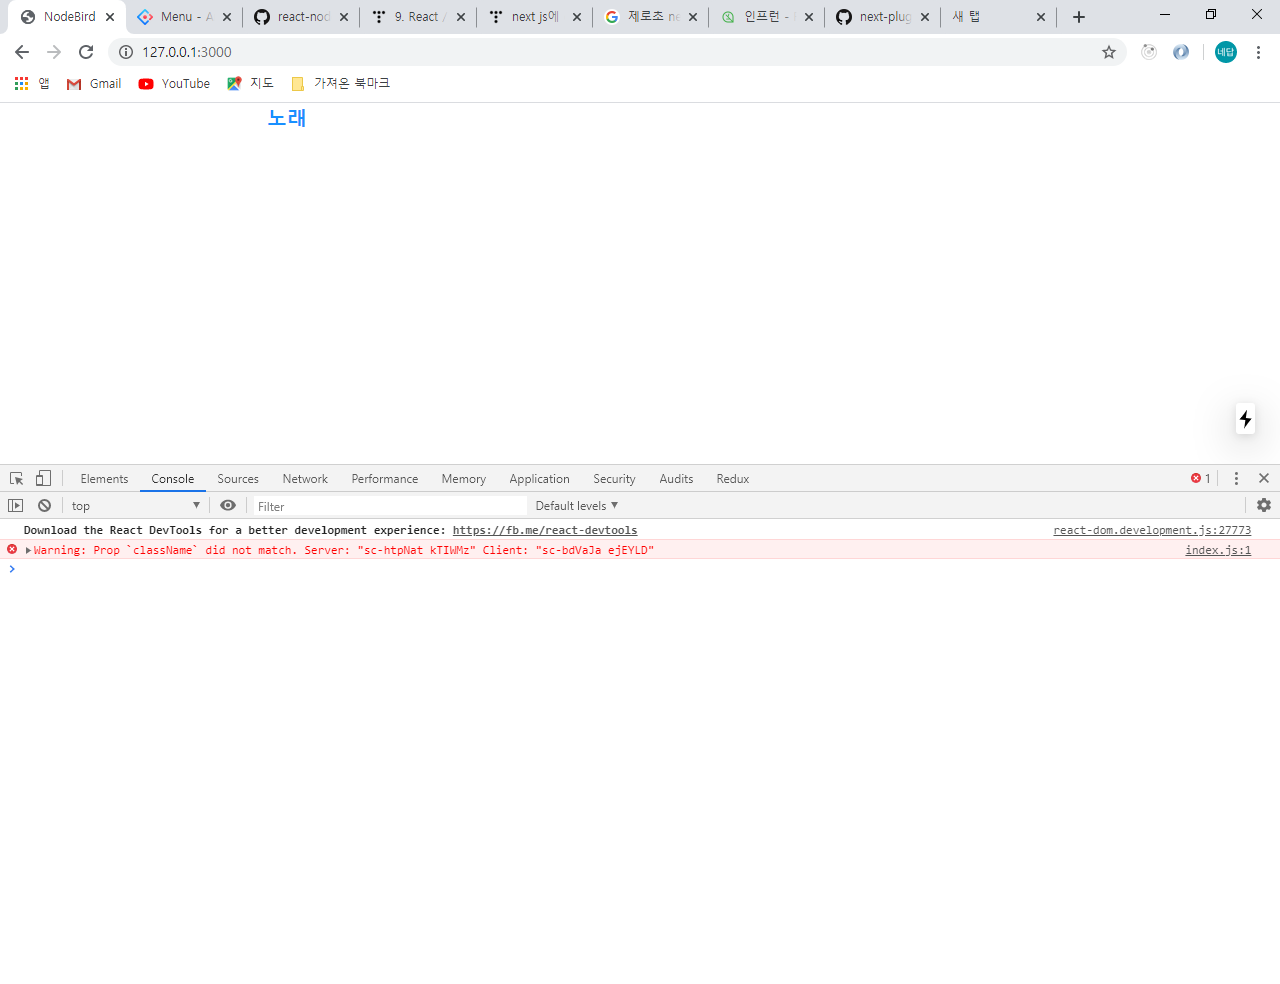 NodeBird Menu - A react-nod 9. React / next js에 제로초 ne 인프런 - next-plug 새 탭
127.0.0.1:3000 네답
앱 Gmail YouTube 지도 가져온 북마크
노래
Elements Console Sources Network Performance Memory Application Security Audits Redux 1
top Filter Default levels
Download the React DevTools for a better development experience: https://fb.me/react-devtools react-dom.development.js:27773
Warning: Prop `className` did not match. Server: "sc-htpNat kTIWMz" Client: "sc-bdVaJa ejEYLD" index.js:1